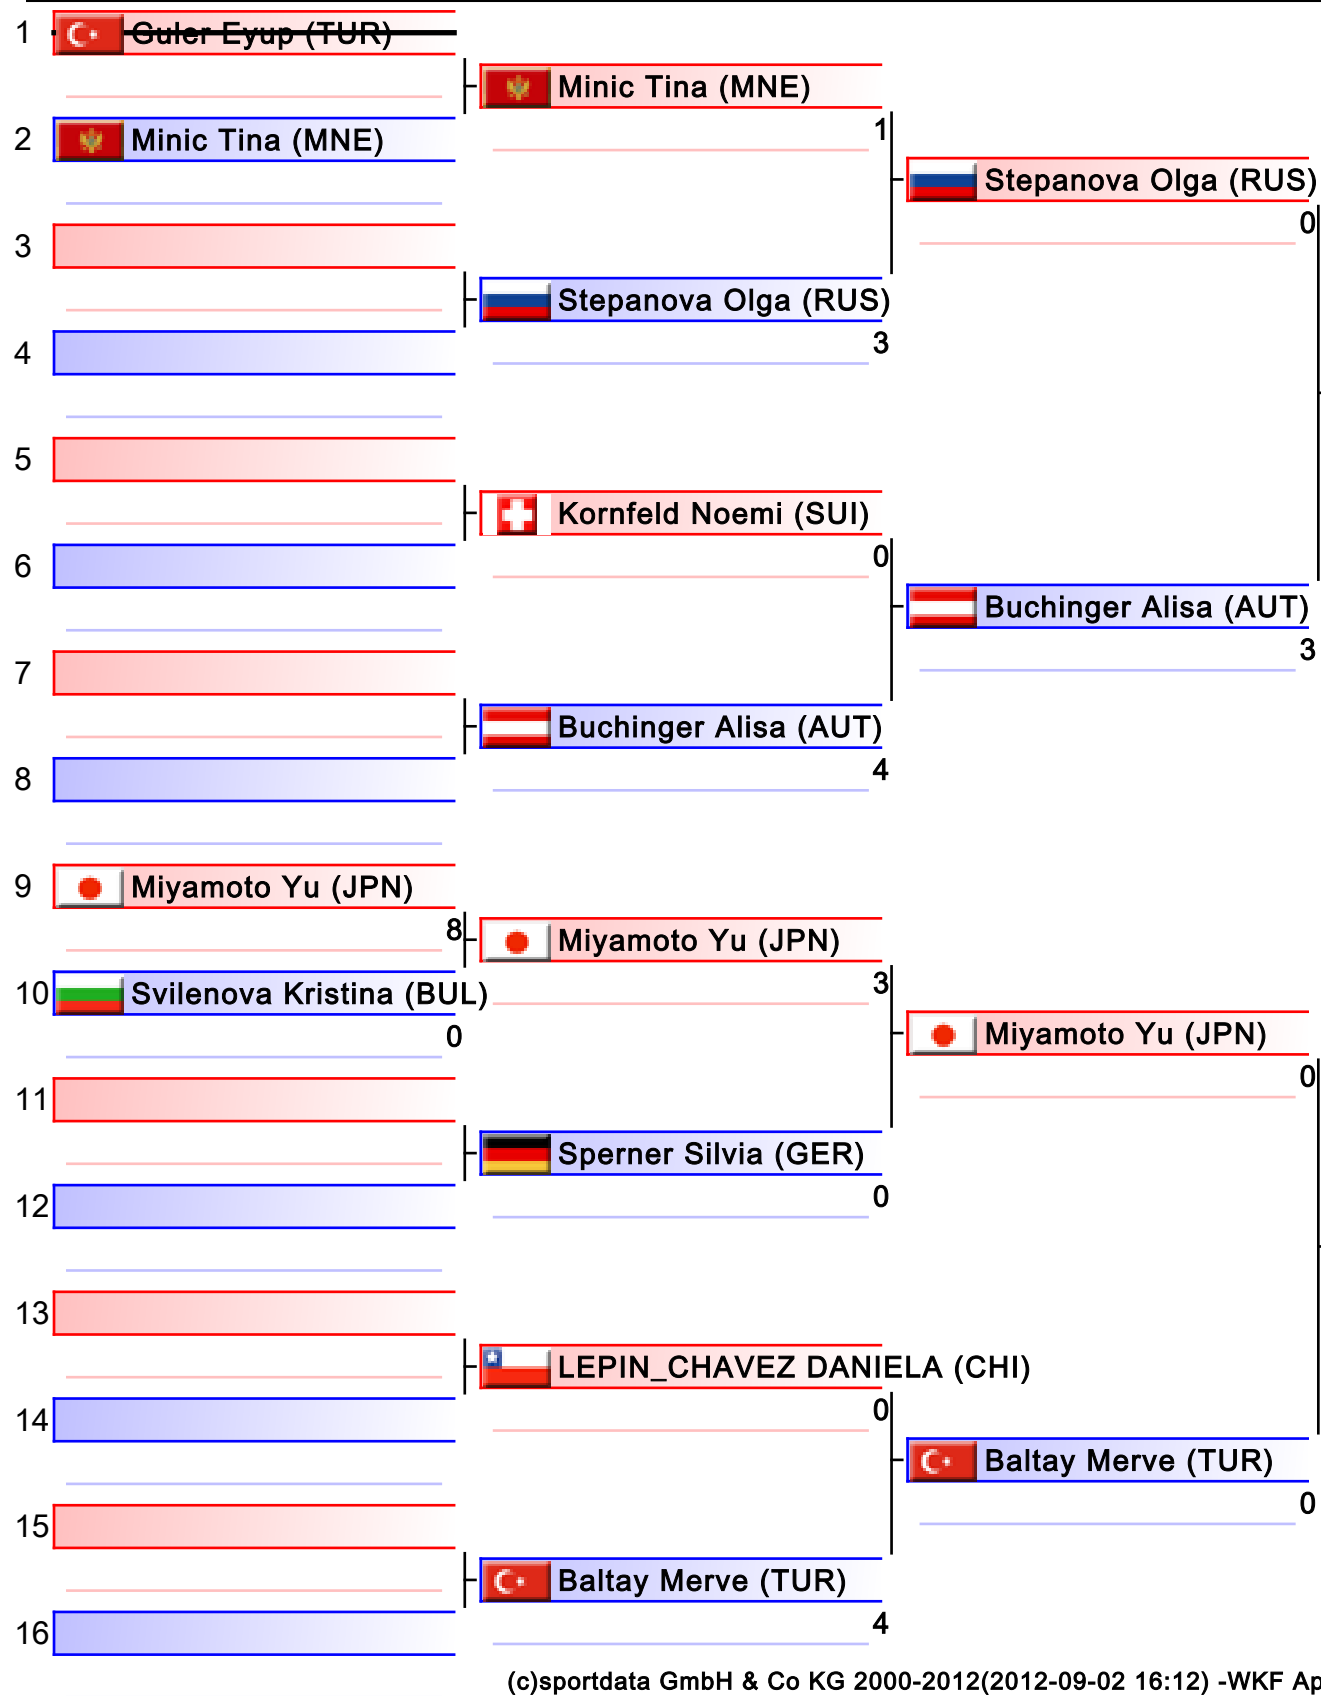 1 Guler Eyup (TUR)
Minic Tina (MNE)
1
2 Minic Tina (MNE)
Stepanova Olga (RUS)
0
3
Stepanova Olga (RUS)
3
4
5
Kornfeld Noemi (SUI)
0
6
Buchinger Alisa (AUT)
3
7
Buchinger Alisa (AUT)
4
8
9 Miyamoto Yu (JPN)
8
Miyamoto Yu (JPN)
3
10 Svilenova Kristina (BUL)
0
Miyamoto Yu (JPN)
0
11
Sperner Silvia (GER)
0
12
13
LEPIN_CHAVEZ DANIELA (CHI)
0
14
Baltay Merve (TUR)
0
15
Baltay Merve (TUR)
4
16
(c)sportdata GmbH & Co KG 2000-2012(2012-09-02 16:12) -WKF Ap